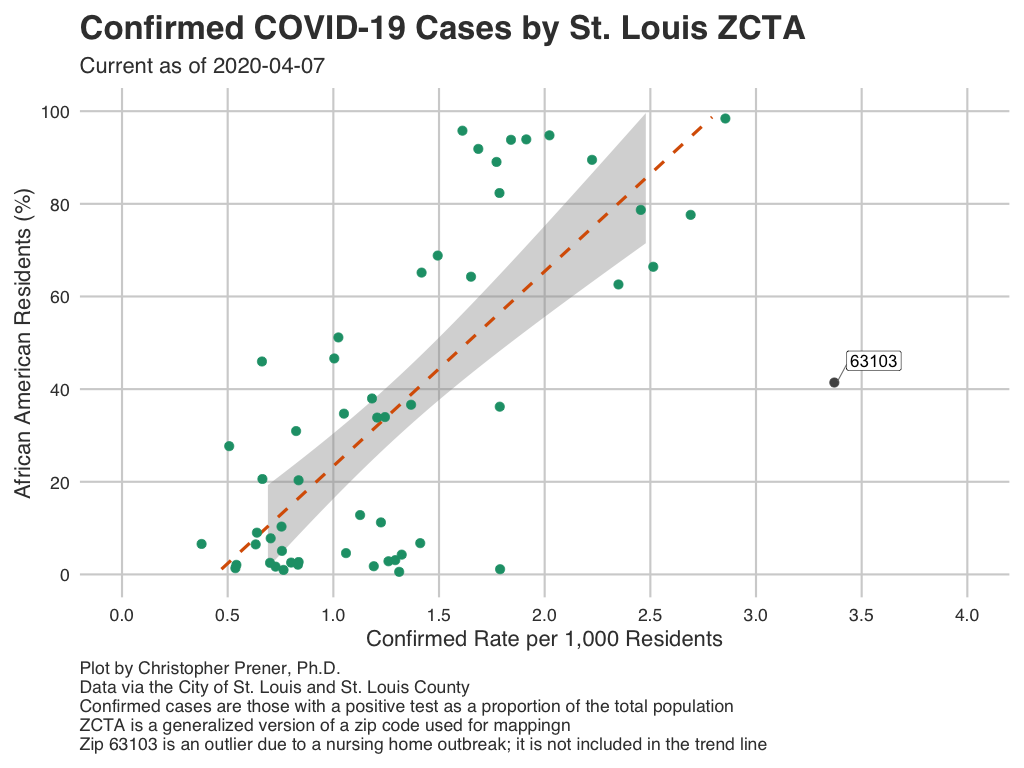 Confirmed COVID-19 Cases by St. Louis ZCTA
Current as of 2020-04-07
African American Residents (%)
100
80
60
40
20
0
63103
0.0 0.5 1.0 1.5 2.0 2.5 3.0 3.5 4.0
Confirmed Rate per 1,000 Residents
Plot by Christopher Prener, Ph.D.
Data via the City of St. Louis and St. Louis County
Confirmed cases are those with a positive test as a proportion of the total population
ZCTA is a generalized version of a zip code used for mappingn
Zip 63103 is an outlier due to a nursing home outbreak; it is not included in the trend line